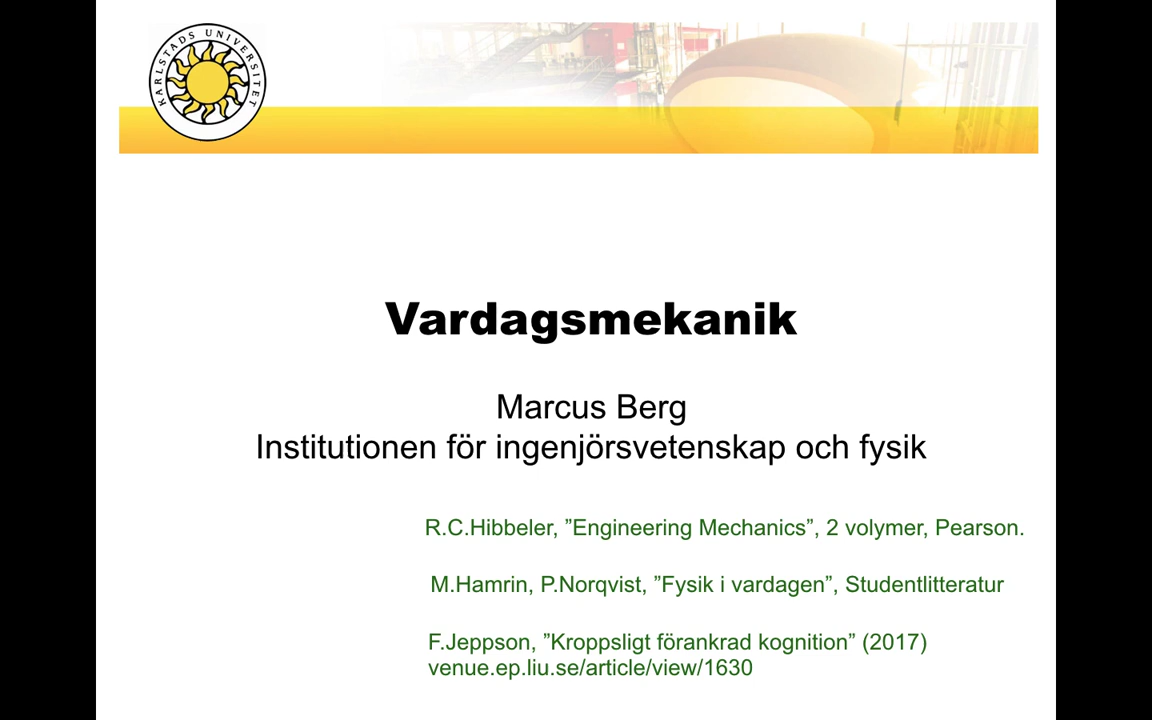 KARLSTADS UNIVERSITET
Vardagsmekanik
Marcus Berg
Institutionen för ingenjörsvetenskap och fysik
R.C.Hibbeler, ”Engineering Mechanics”, 2 volymer, Pearson.
M.Hamrin, P.Norqvist, ”Fysik i vardagen”, Studentlitteratur
F.Jeppson, ”Kroppsligt förankrad kognition” (2017)
venue.ep.liu.se/article/view/1630